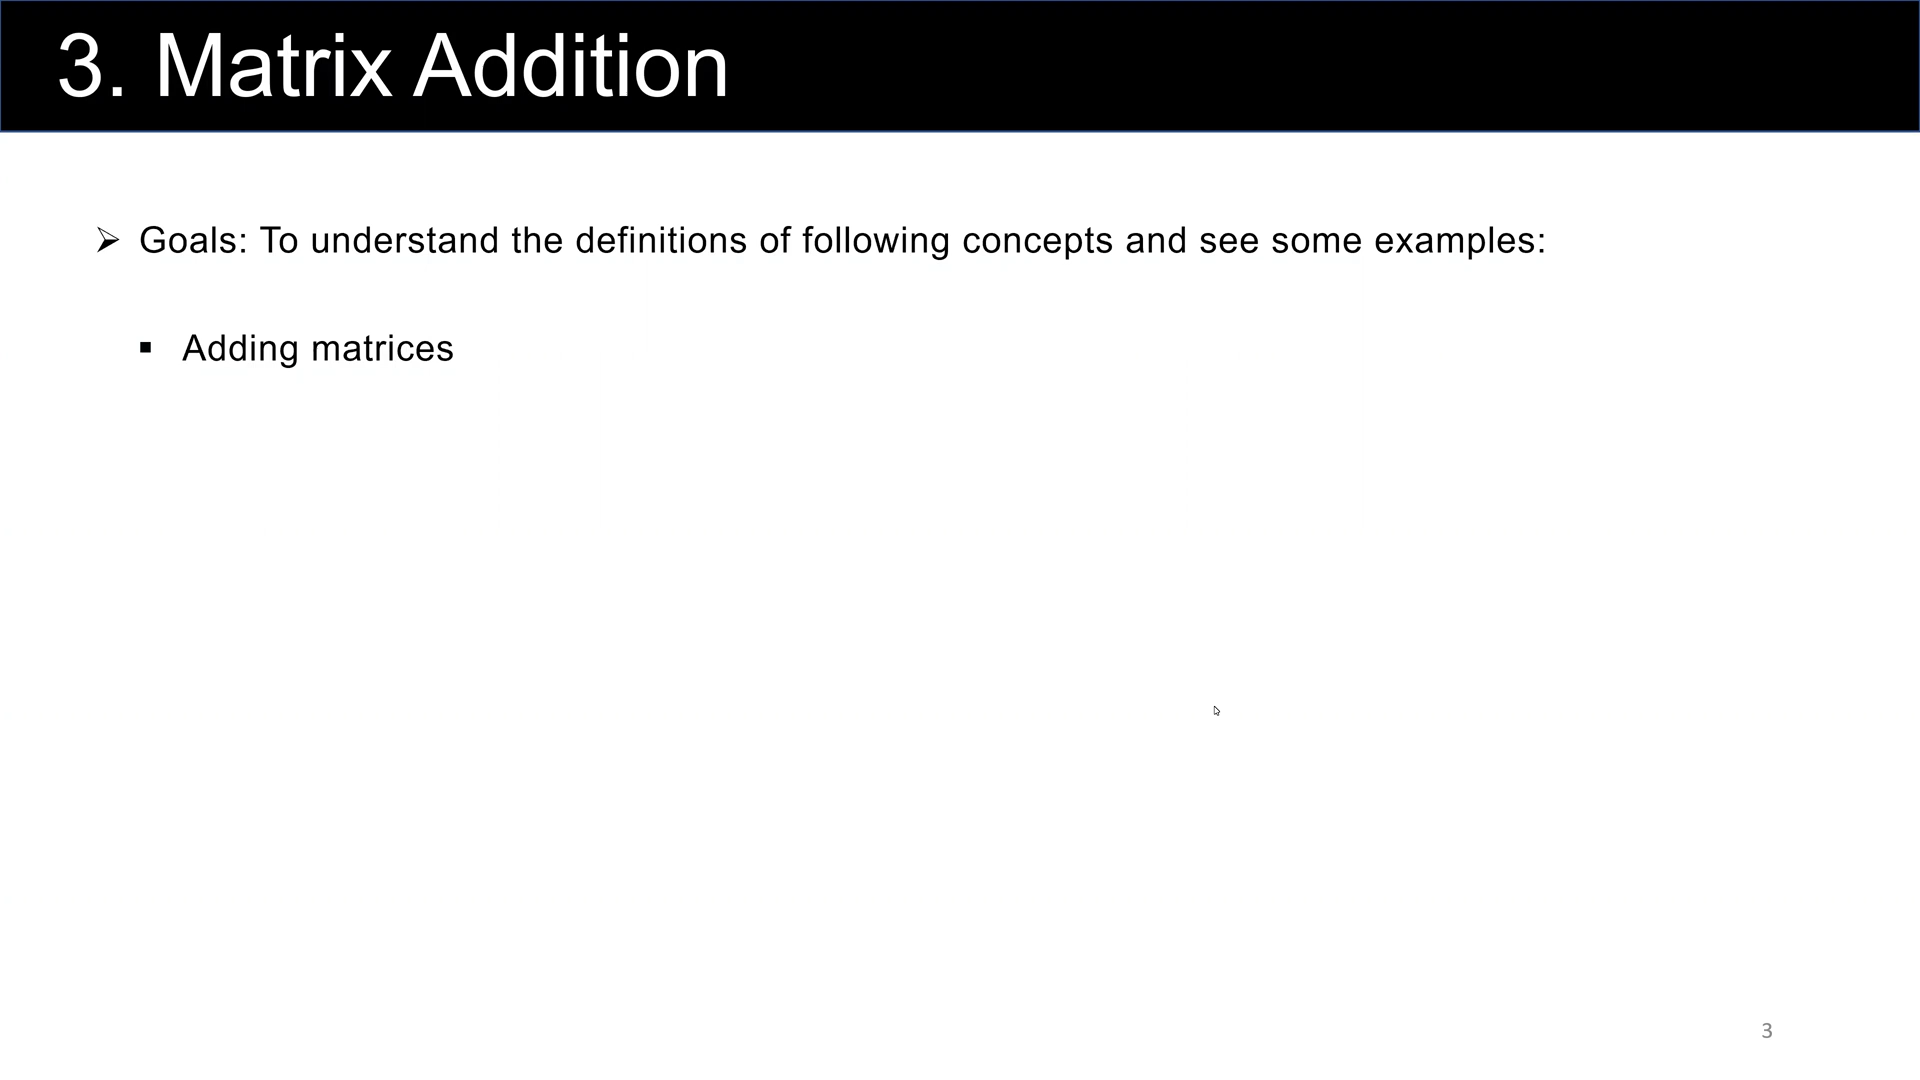 3. Matrix Addition
➢ Goals: To understand the definitions of following concepts and see some examples:
▪ Adding matrices
3